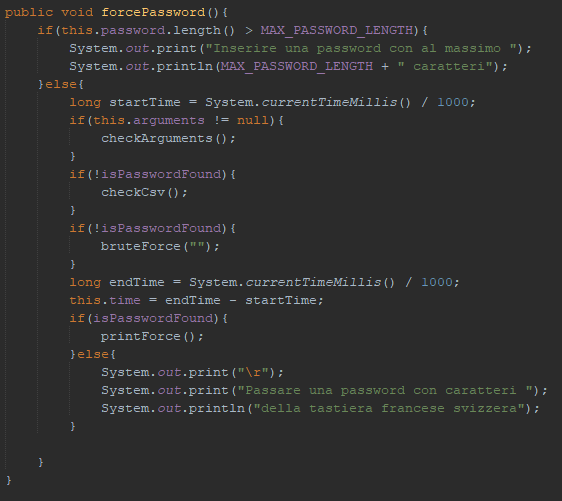 public void forcePassword(){
if(this.password.length() > MAX_PASSWORD_LENGTH){
System.out.print("Inserire una password con al massimo ");
System.out.println(MAX_PASSWORD_LENGTH + " caratteri");
}else{
long startTime = System.currentTimeMillis() / 1000;
if(this.arguments != null){
checkArguments();
}
if(!isPasswordFound){
checkCsv();
}
if(!isPasswordFound){
bruteForce("");
}
long endTime = System.currentTimeMillis() / 1000;
this.time = endTime - startTime;
if(isPasswordFound){
printForce();
}else{
System.out.print("\r");
System.out.print("Passare una password con caratteri ");
System.out.println("della tastiera francese svizzera");
}
}
}